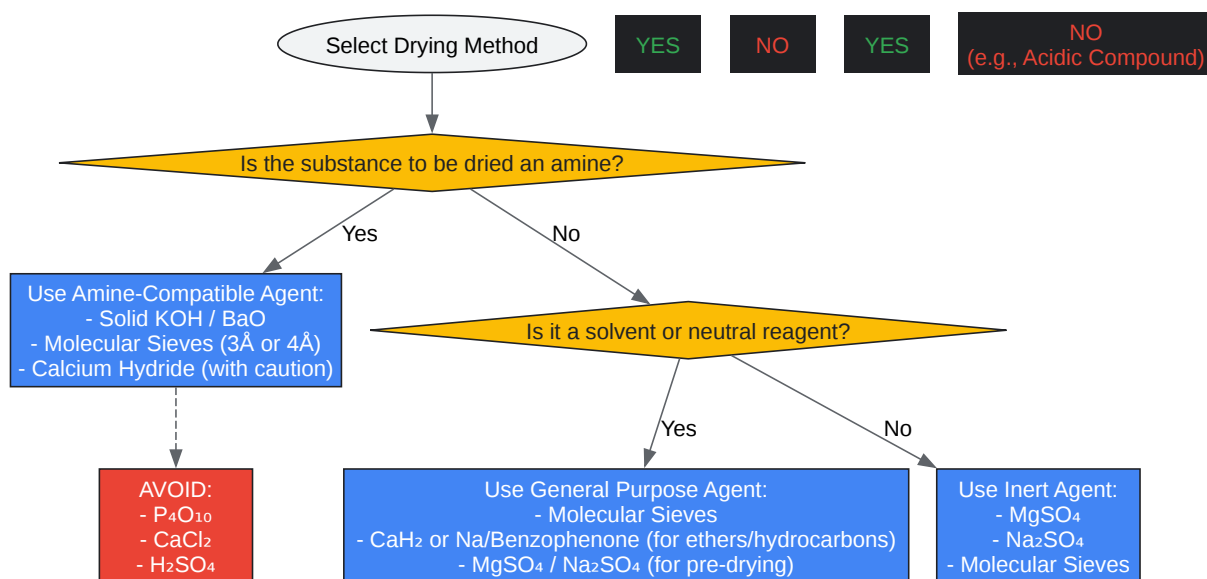 Select Drying Method
YES
NO
YES
NO
(e.g., Acidic Compound)
Is the substance to be dried an amine?
Yes
No
Use Amine-Compatible Agent:
- Solid KOH / BaO
- Molecular Sieves (3Å or 4Å)
- Calcium Hydride (with caution)
Is it a solvent or neutral reagent?
Yes
No
AVOID:
- P₄O₁₀
- CaCl₂
- H₂SO₄
Use General Purpose Agent:
- Molecular Sieves
- CaH₂ or Na/Benzophenone (for ethers/hydrocarbons)
- MgSO₄ / Na₂SO₄ (for pre-drying)
Use Inert Agent:
- MgSO₄
- Na₂SO₄
- Molecular Sieves